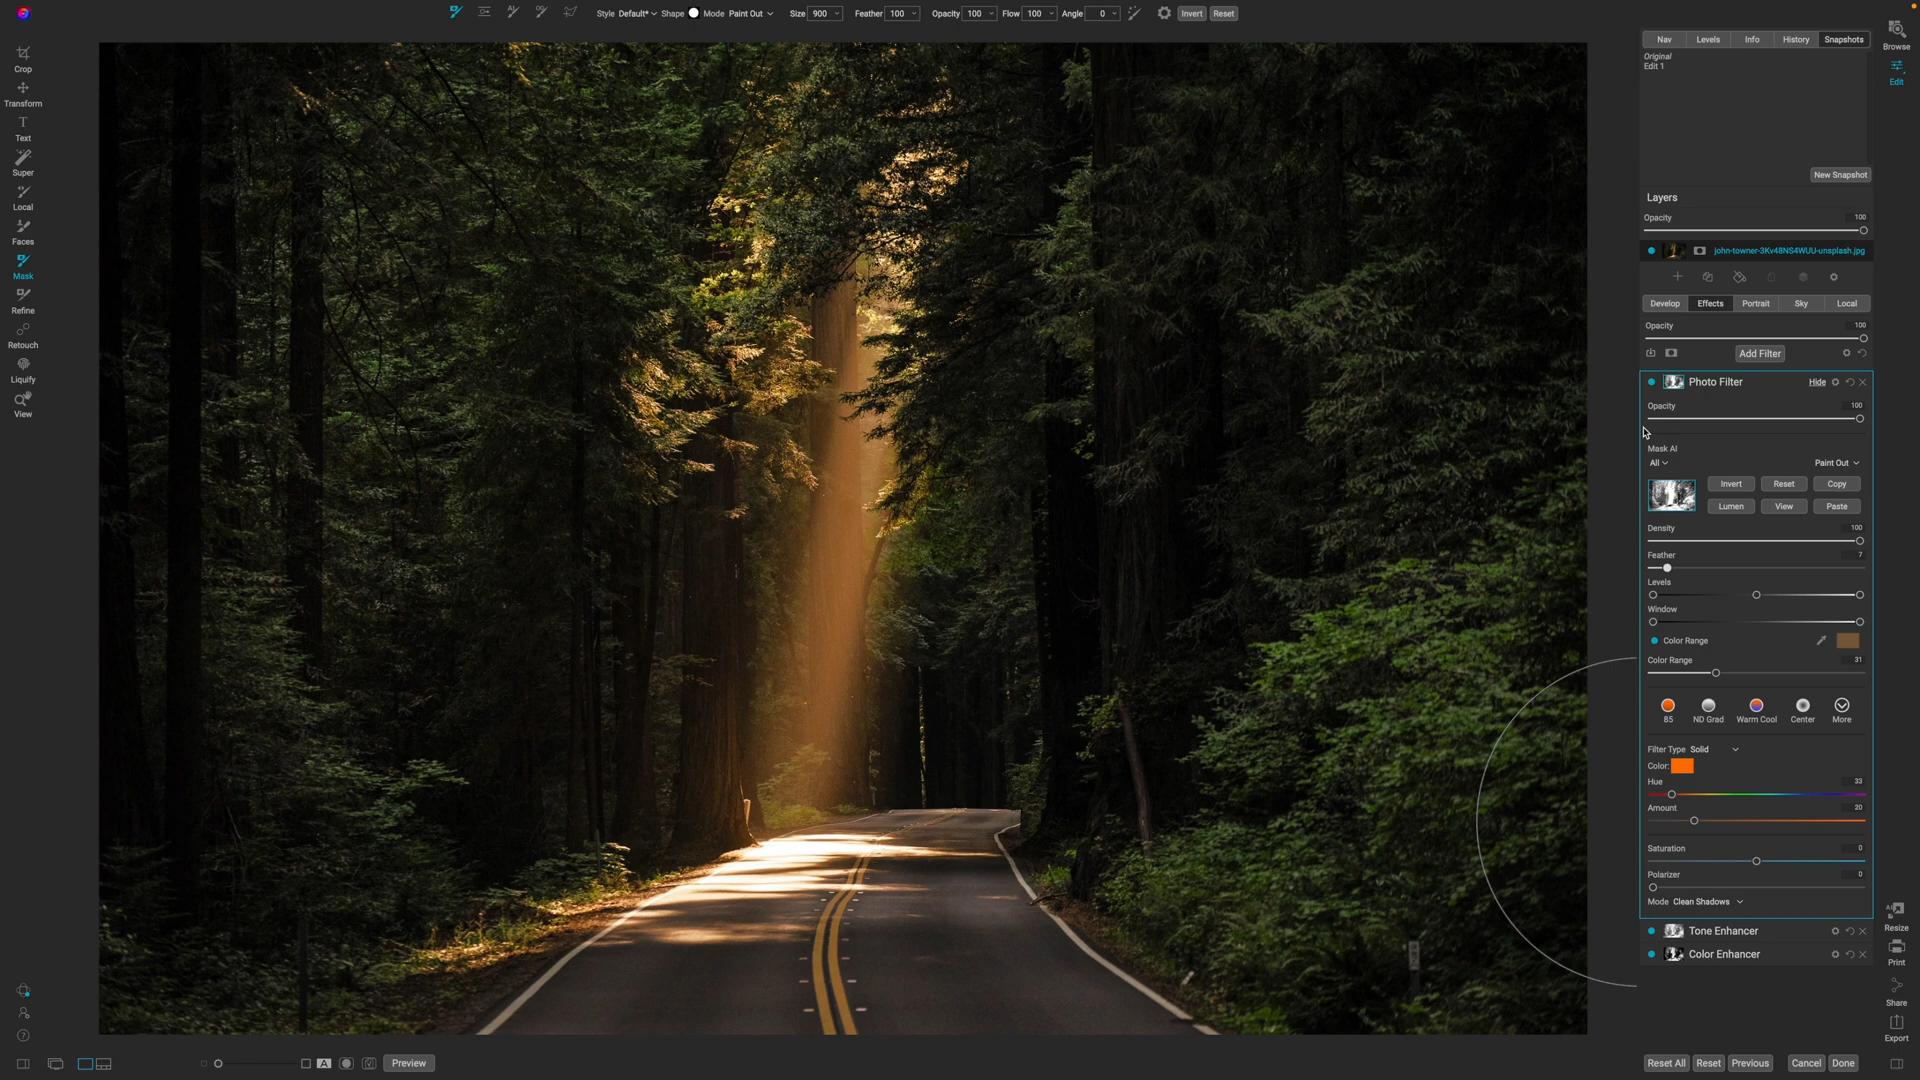 Style Default* Shape Mode Paint Out Size 900 Feather 100 Opacity 100 Flow 100 Angle 0 Invert Reset
Crop
Transform
Text
Super
Local
Faces
Mask
Refine
Retouch
Liquify
View
Preview
Nav Levels Info History Snapshots
Original
Edit 1
New Snapshot
Layers
Opacity 100
john-towner-3Kv48NS4WUU-unsplash.jpg
Develop Effects Portrait Sky Local
Opacity 100
Add Filter
Photo Filter Hide
Opacity 100
Mask AI
All Paint Out
Invert Reset Copy
Lumen View Paste
Density 100
Feather 7
Levels
Window
Color Range
Color Range 31
85 ND Grad Warm Cool Center More
Filter Type Solid
Color:
Hue 33
Amount 20
Saturation 0
Polarizer 0
Mode Clean Shadows
Tone Enhancer
Color Enhancer
Reset All Reset Previous Cancel Done
Browse
Edit
AI
Resize
Print
Share
Export
A